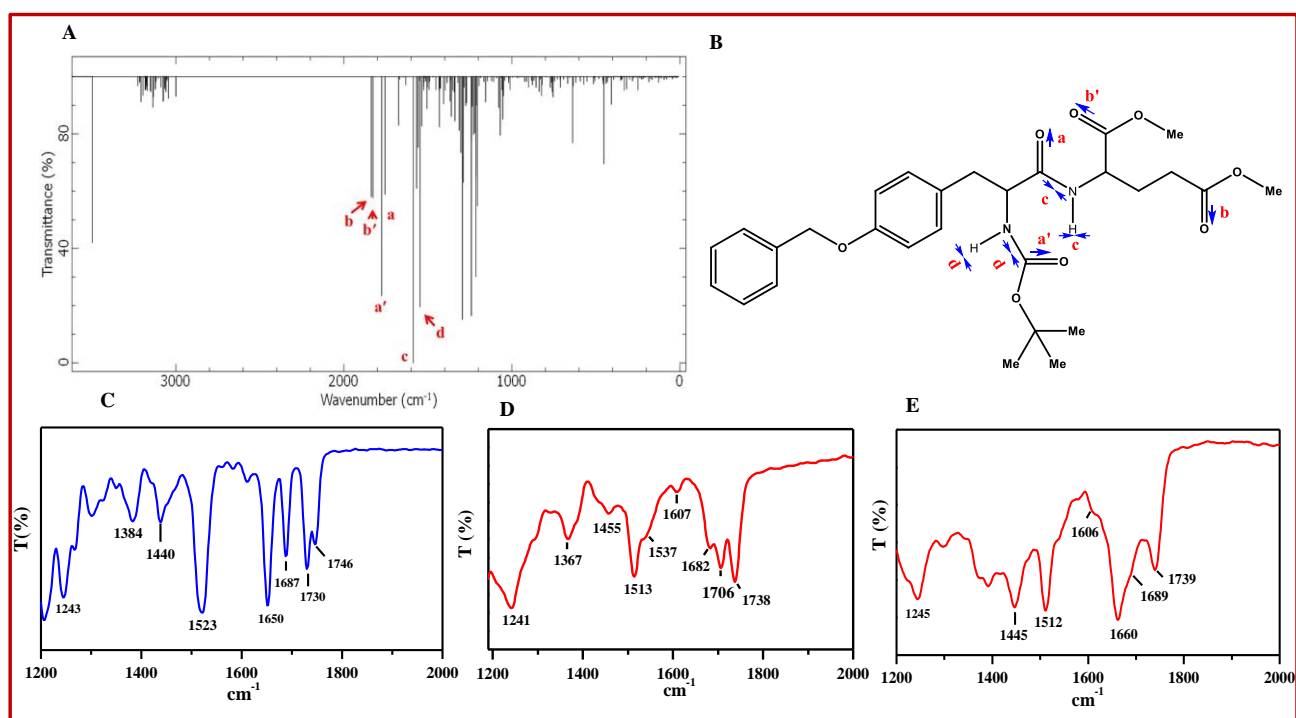 A
Transmittance (%)
80
40
0
b
b'
a
a'
c
d
3000
2000
1000
0
Wavenumber (cm-1)
B
b'
O
O
Me
O
a
O
Me
c
N
b
O
H
c
O
N
a'
H
d
d
O
O
Me
Me
Me
C
T(%)
1243
1384
1440
1523
1650
1687
1730
1746
1200
1400
1600
1800
2000
cm-1
D
T (%)
1241
1367
1455
1513
1537
1607
1682
1706
1738
1200
1400
1600
1800
2000
cm-1
E
T (%)
1245
1445
1512
1606
1660
1689
1739
1200
1400
1600
1800
2000
cm-1